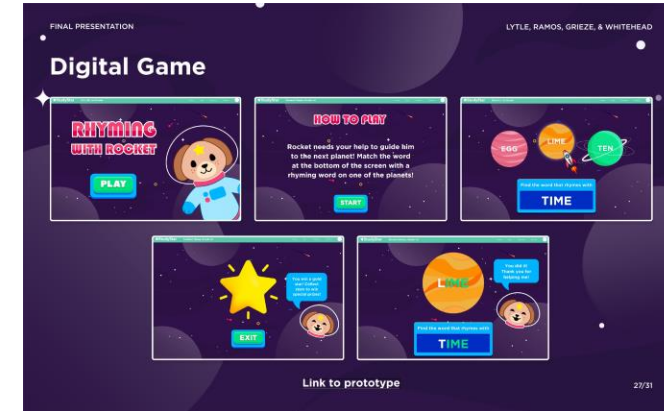 FINAL PRESENTATION
LYTLE, RAMOS, GRIEZE, & WHITEHEAD
Digital Game
RHYMING
WITH ROCKET
PLAY
HOW TO PLAY
Rocket needs your help to guide him
to the next planet! Match the word
at the bottom of the screen with a
rhyming word on one of the planets!
START
EGG
LIME
TEN
Find the word that rhymes with
TIME
EXIT
LIME
You did it!
Thank you for
helping me!
Find the word that rhymes with
TIME
Link to prototype
27/31